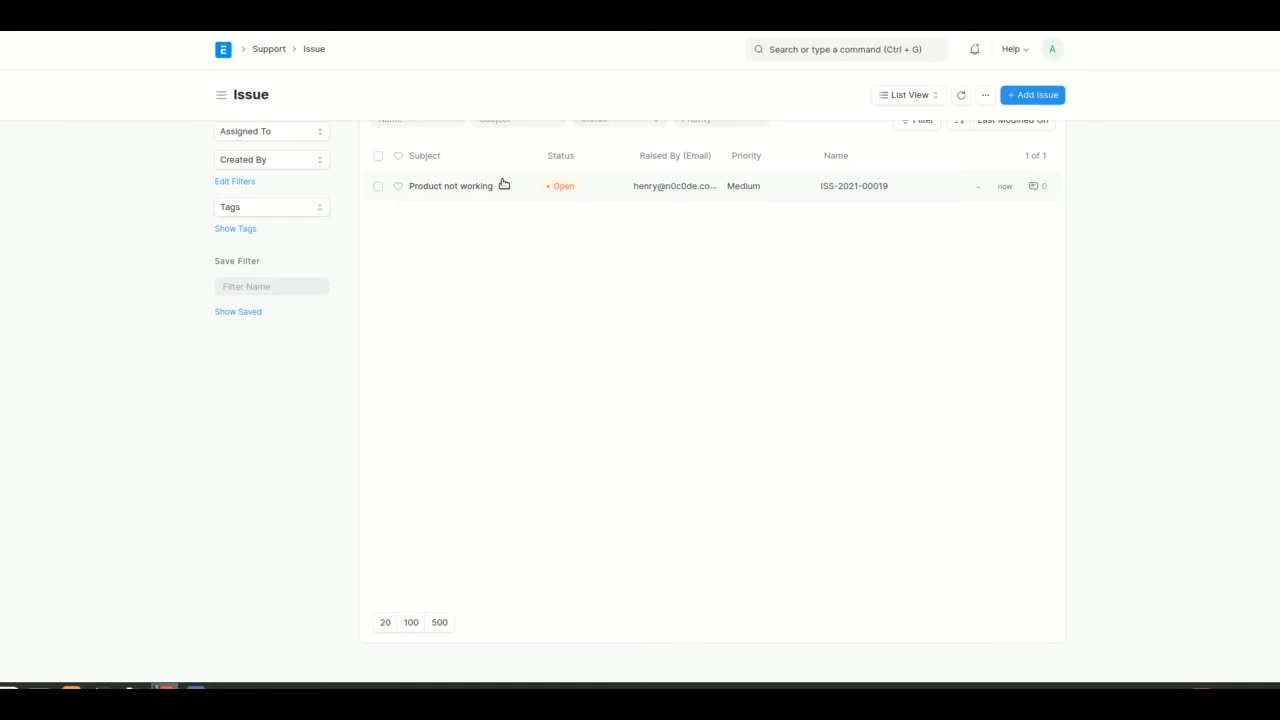 E > Support > Issue
Search or type a command (Ctrl + G)
Help
A
Issue
List View
...
+ Add Issue
Assigned To
Created By
Edit Filters
Tags
Show Tags
Save Filter
Filter Name
Show Saved
Name Subject Status Priority
Filter Last Modified On
Subject Status Raised By (Email) Priority Name 1 of 1
Product not working • Open henry@n0c0de.co... Medium ISS-2021-00019 - now 0
20 100 500